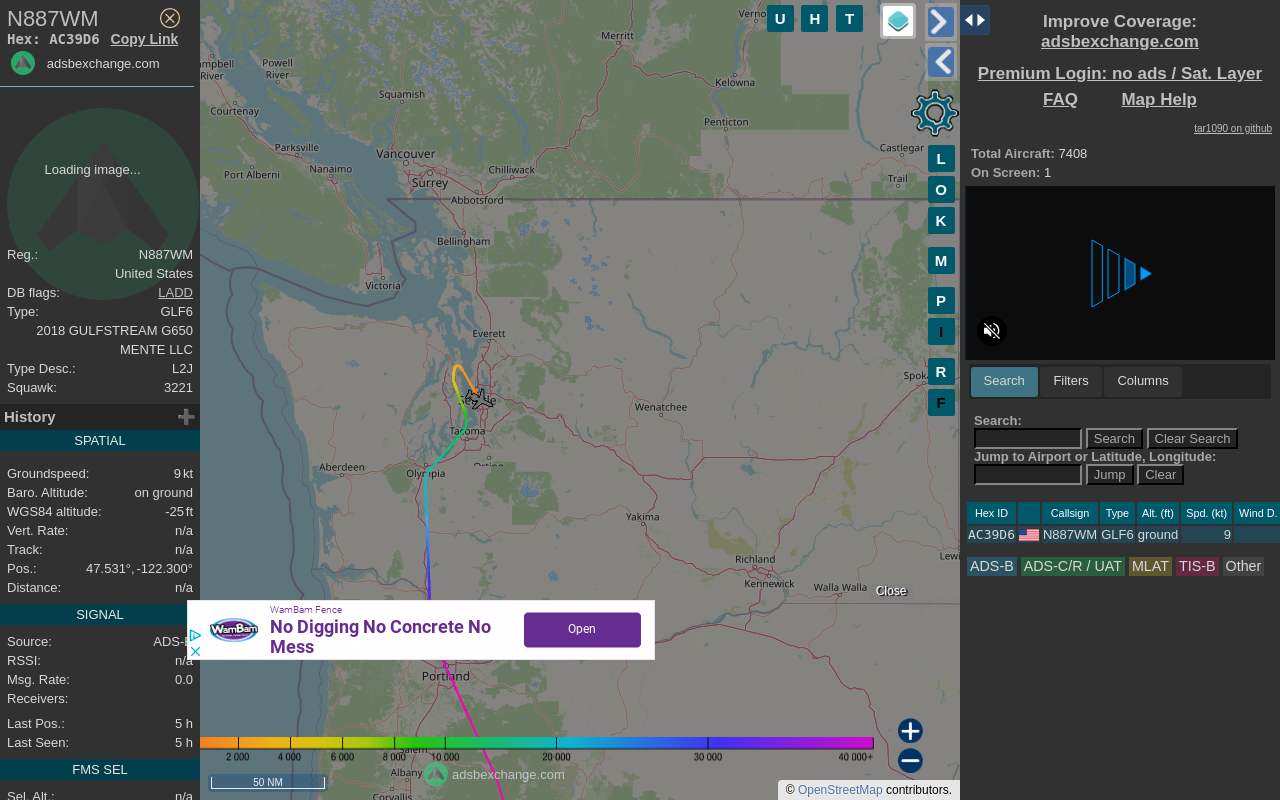 N887WM
Hex: AC39D6 Copy Link
adsbexchange.com
Loading image...
Reg.: N887WM
United States
DB flags: LADD
Type: GLF6
2018 GULFSTREAM G650
MENTE LLC
Type Desc.: L2J
Squawk: 3221
History
SPATIAL
Groundspeed: 9 kt
Baro. Altitude: on ground
WGS84 altitude: -25 ft
Vert. Rate: n/a
Track: n/a
Pos.: 47.531°, -122.300°
Distance: n/a
SIGNAL
Source: ADS-
RSSI: n/a
Msg. Rate: 0.0
Receivers:
Last Pos.: 5 h
Last Seen: 5 h
FMS SEL
Sel. Alt.: n/a
U H T
Merritt
Powell
River
River
Squamish
Kelowna
Courtenay
Penticton
Parksville
Vancouver
Castlegar
Nanaimo
Port Alberni
Chilliwack
Surrey
Trail
Abbotsford
Bellingham
Victoria
Everett
Wenatchee
Tacoma
Aberdeen
Olympia
Orting
Yakima
Richland
Kennewick
Walla Walla
Portland
Salem
Albany
Corvallis
L
O
K
M
P
I
R
F
Close
WamBam Fence
WamBam
No Digging No Concrete No
Mess
Open
2 000 4 000 6 000 8 000 10 000 20 000 30 000 40 000+
adsbexchange.com
50 NM
© OpenStreetMap contributors.
Improve Coverage:
adsbexchange.com
Premium Login: no ads / Sat. Layer
FAQ Map Help
tar1090 on github
Total Aircraft: 7408
On Screen: 1
Search Filters Columns
Search:
Search Clear Search
Jump to Airport or Latitude, Longitude:
Jump Clear
Hex ID Callsign Type Alt. (ft) Spd. (kt) Wind D.
AC39D6 N887WM GLF6 ground 9
ADS-B ADS-C/R / UAT MLAT TIS-B Other